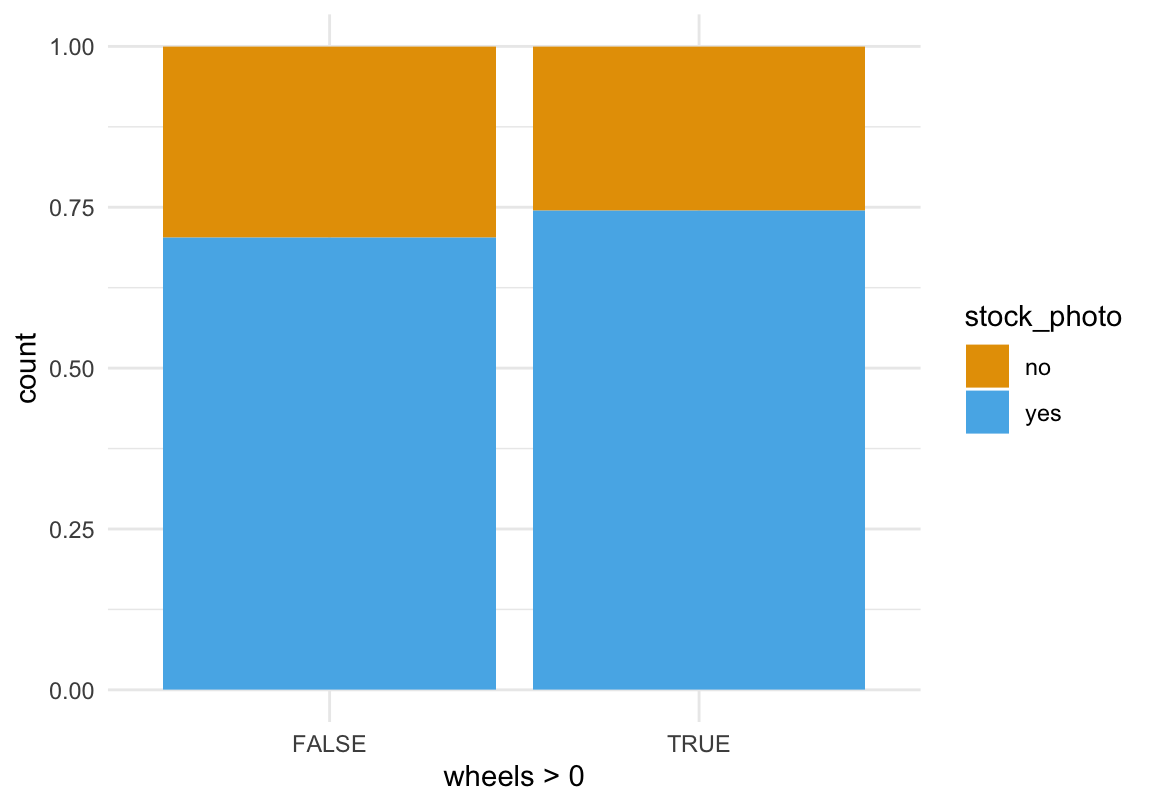 1.00
0.75
0.50
0.25
0.00
count
FALSE
TRUE
wheels > 0
stock_photo
no
yes